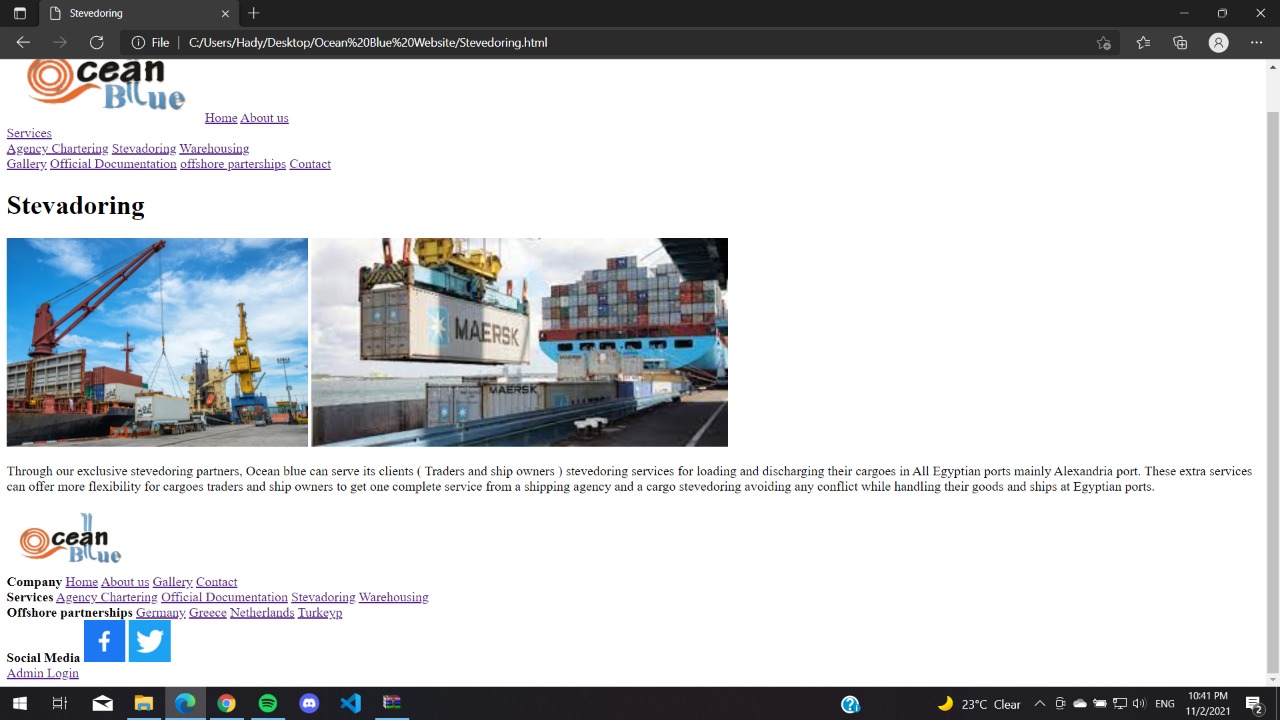 Stevedoring
File
C:/Users/Hady/Desktop/Ocean%20Blue%20Website/Stevedoring.html
Ocean Blue
Home About us
Services
Agency Chartering Stevadoring Warehousing
Gallery Official Documentation offshore parterships Contact
Stevadoring
MAERSK
MAERSK
Through our exclusive stevedoring partners, Ocean blue can serve its clients ( Traders and ship owners ) stevedoring services for loading and discharging their cargoes in All Egyptian ports mainly Alexandria port. These extra services
can offer more flexibility for cargoes traders and ship owners to get one complete service from a shipping agency and a cargo stevedoring avoiding any conflict while handling their goods and ships at Egyptian ports.
Ocean Blue
Company Home About us Gallery Contact
Services Agency Chartering Official Documentation Stevadoring Warehousing
Offshore partnerships Germany Greece Netherlands Turkeyp
Social Media
Admin Login
23°C Clear
ENG
10:41 PM
11/2/2021
2